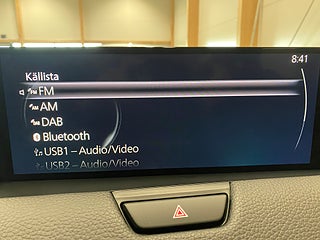 8:41
Källista
FM
AM
DAB
Bluetooth
USB1 – Audio/Video
USB2 – Audio/Video